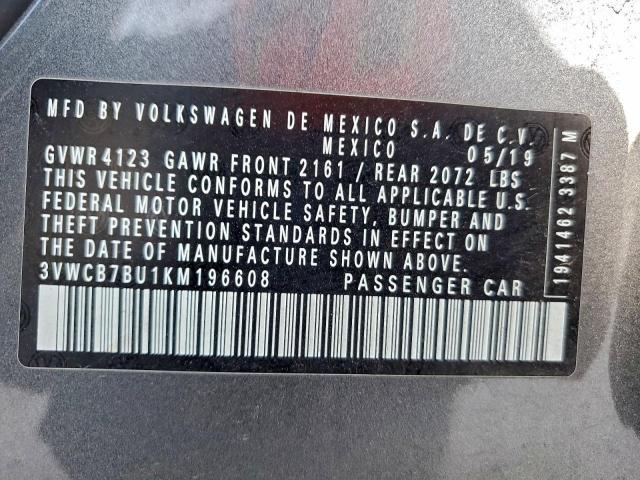 MFD BY VOLKSWAGEN DE MEXICO S.A. DE C.V.
MEXICO 05/19
GVWR 4123 GAWR FRONT 2161 / REAR 2072 LBS
THIS VEHICLE CONFORMS TO ALL APPLICABLE U.S.
FEDERAL MOTOR VEHICLE SAFETY, BUMPER AND
THEFT PREVENTION STANDARDS IN EFFECT ON
THE DATE OF MANUFACTURE SHOWN ABOVE.
3VWCB7BU1KM196608 PASSENGER CAR
1941462 3387 M